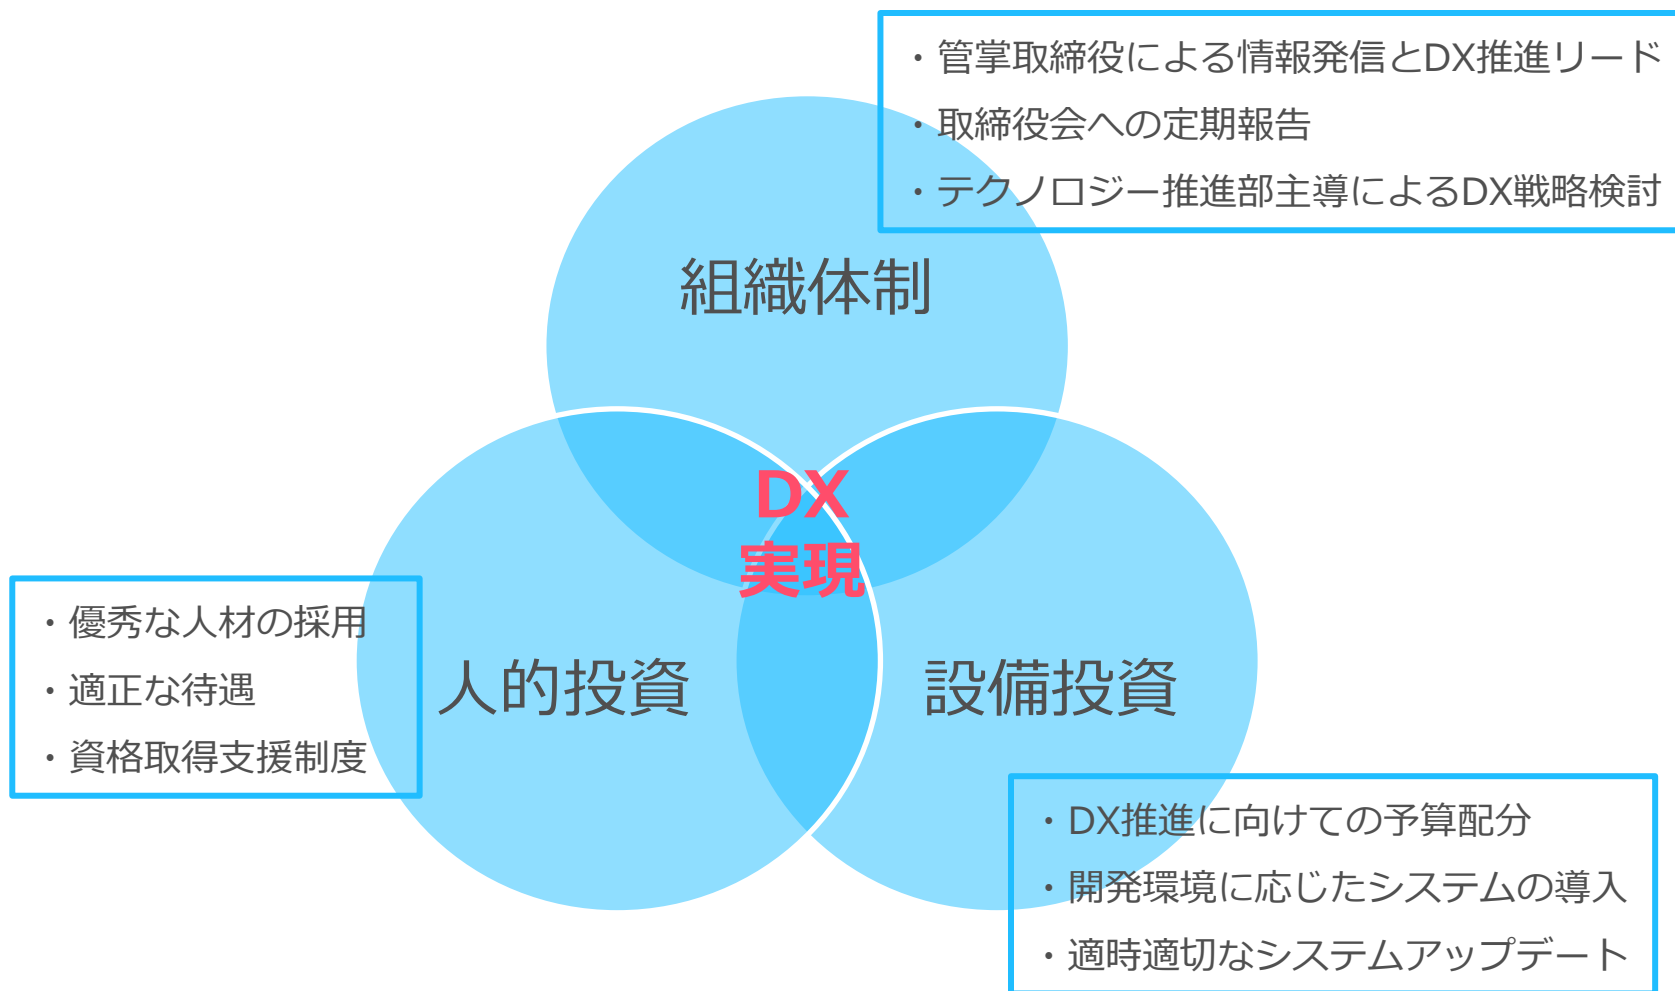 ・管掌取締役による情報発信とDX推進リード
・取締役会への定期報告
・テクノロジー推進部主導によるDX戦略検討
組織体制
DX
実現
・優秀な人材の採用
・適正な待遇
・資格取得支援制度
人的投資
設備投資
・DX推進に向けての予算配分
・開発環境に応じたシステムの導入
・適時適切なシステムアップデート